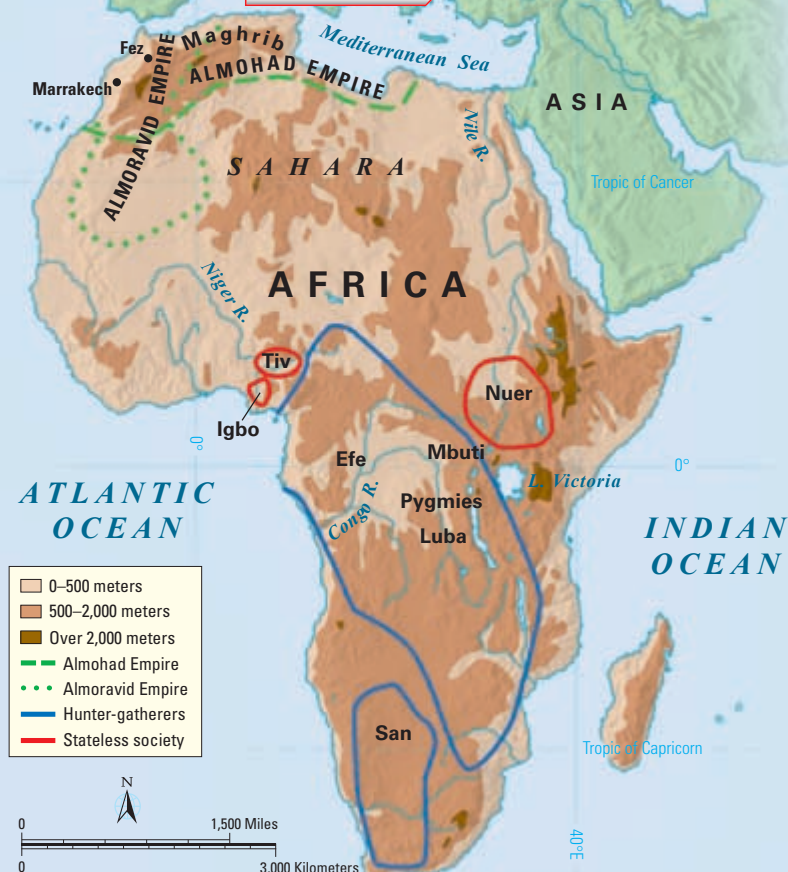 Mediterranean Sea
Maghrib
Fez
ALMOHAD EMPIRE
Marrakech
ALMORAVID EMPIRE
ASIA
Nile R.
SAHARA
Tropic of Cancer
Niger R.
AFRICA
Tiv
Nuer
Igbo
0°
Efe
Mbuti
0°
L. Victoria
ATLANTIC
OCEAN
Congo R.
Pygmies
Luba
INDIAN
OCEAN
0–500 meters
500–2,000 meters
Over 2,000 meters
Almohad Empire
Almoravid Empire
Hunter-gatherers
Stateless society
San
Tropic of Capricorn
N
0 1,500 Miles
0 3,000 Kilometers
40°E